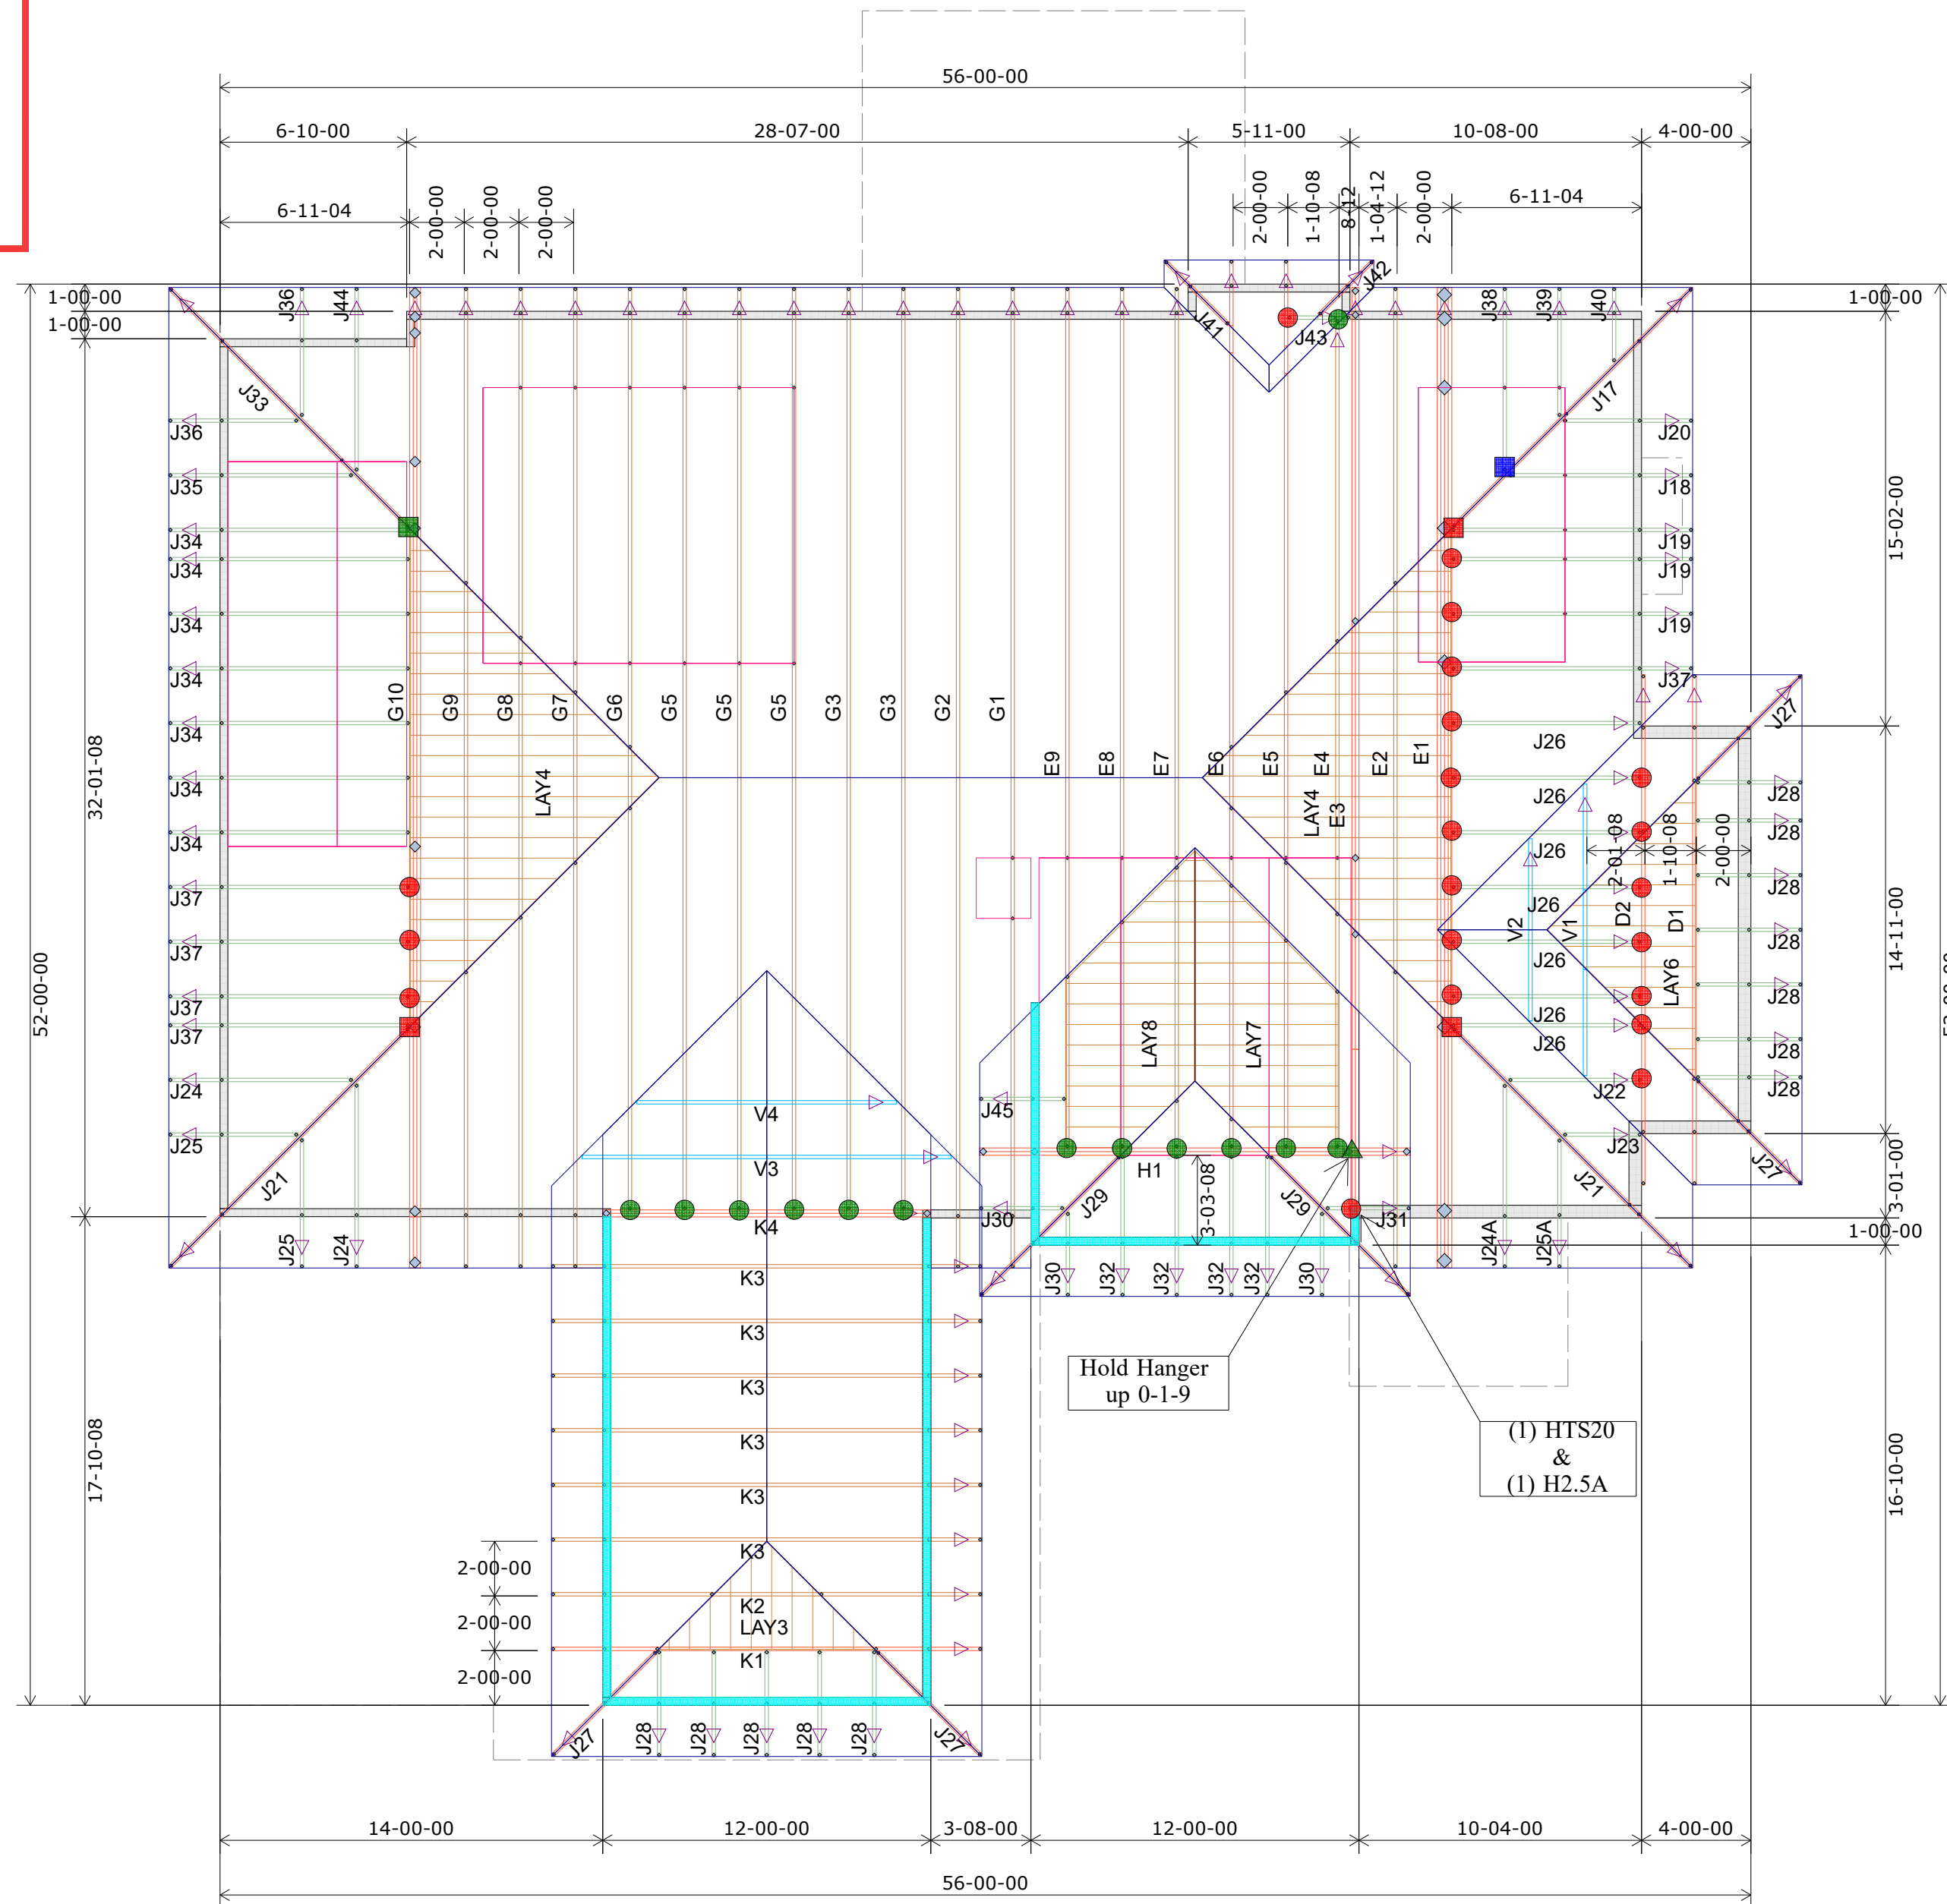 56-00-00
6-10-00
28-07-00
5-11-00
10-08-00
4-00-00
6-11-04
2-00-00
2-00-00
2-00-00
2-00-00
1-10-08
8-12
1-04-12
2-00-00
6-11-04
1-00-00
1-00-00
1-00-00
J36
J44
J41
J42
J43
J38
J39
J40
J33
J17
J36
J20
J35
J18
J34
J19
J34
J19
J34
J19
J34
J37
J34
J34
J34
J37
J37
J37
J37
J24
J25
15-02-00
32-01-08
52-00-00
14-11-00
3-01-00
1-00-00
16-10-00
17-10-08
G10
G9
G8
G7
G6
G5
G5
G5
G3
G3
G2
G1
E9
E8
E7
E6
E5
E4
E3
E2
E1
LAY4
LAY4
J27
J26
J26
J26
J26
J26
J26
J26
J28
J28
J28
J28
J28
J28
J28
2-01-08
1-10-08
2-00-00
V2
V1
D2
D1
LAY6
J22
J23
J27
LAY8
LAY7
J45
V4
V3
H1
3-03-08
J29
J29
J21
J21
J30
J31
K4
J25
J24
J24A
J25A
J30
J32
J32
J32
J32
J30
K3
K3
K3
K3
K3
K3
K2
LAY3
K1
Hold Hanger
up 0-1-9
(1) HTS20
&
(1) H2.5A
2-00-00
2-00-00
2-00-00
J27
J28
J28
J28
J28
J28
J27
14-00-00
12-00-00
3-08-00
12-00-00
10-04-00
4-00-00
56-00-00